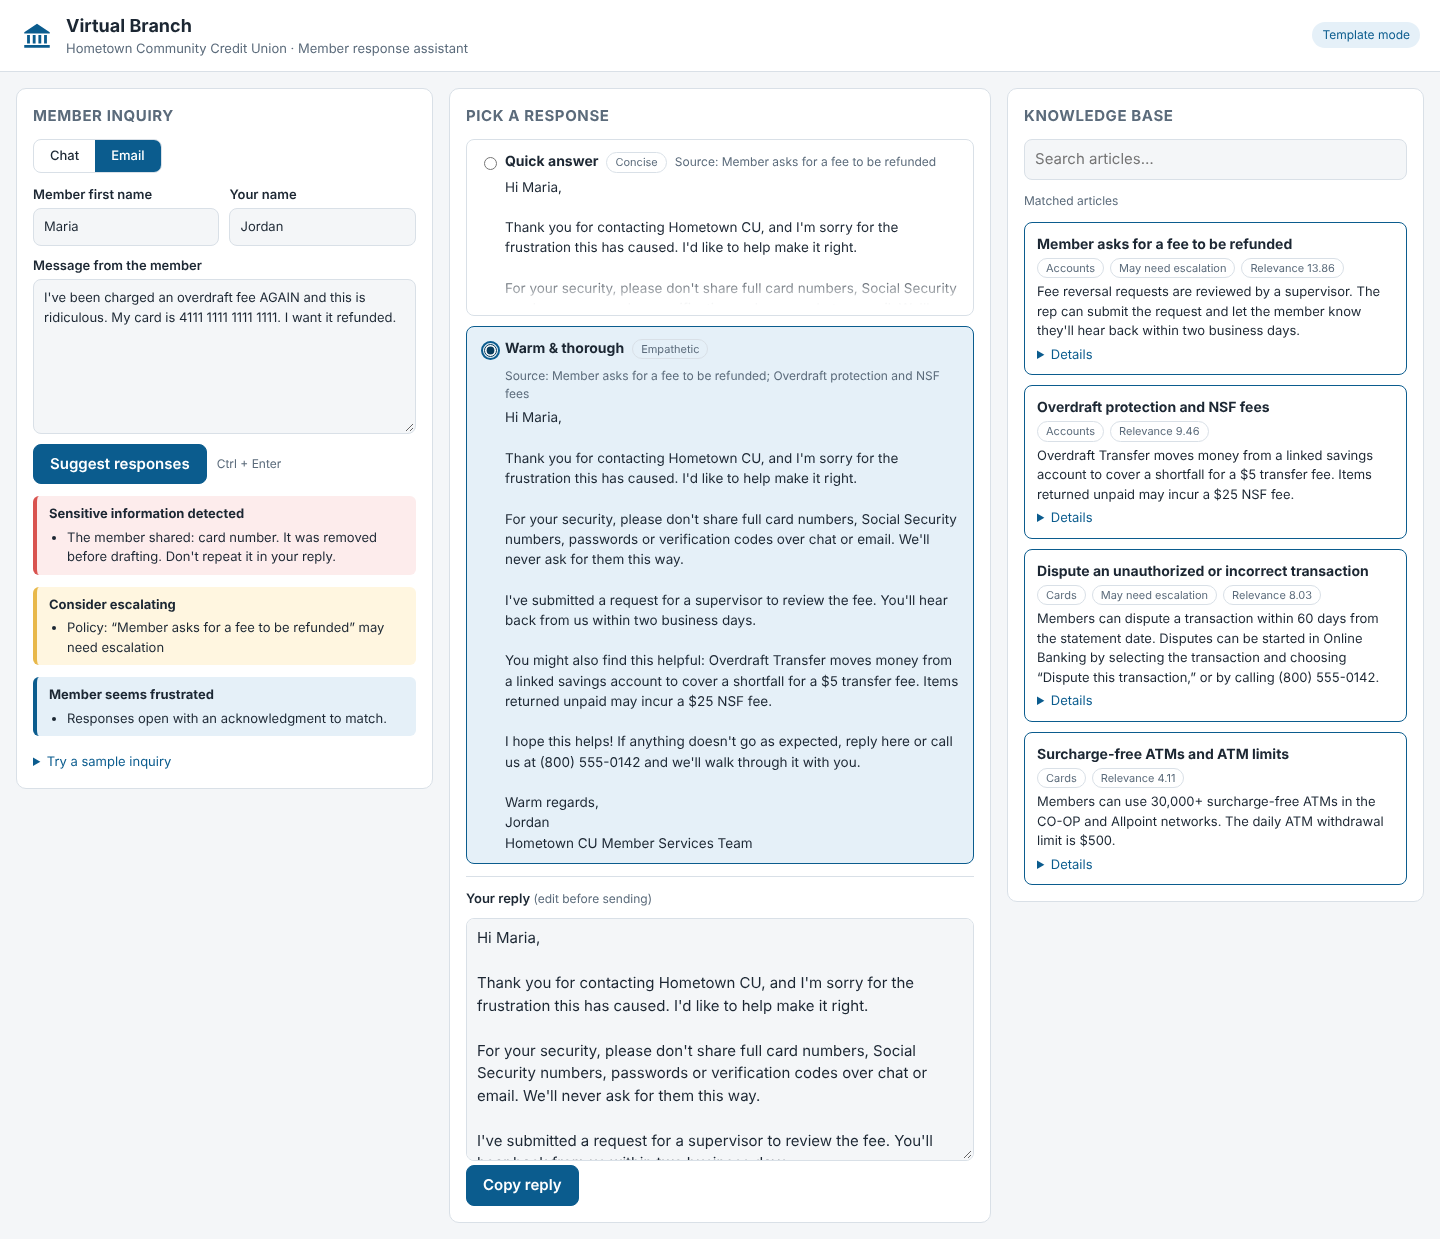 Virtual Branch
Hometown Community Credit Union · Member response assistant
Template mode
MEMBER INQUIRY
Chat
Email
Member first name
Your name
Maria
Jordan
Message from the member
I've been charged an overdraft fee AGAIN and this is
ridiculous. My card is 4111 1111 1111 1111. I want it refunded.
Suggest responses
Ctrl + Enter
Sensitive information detected
• The member shared: card number. It was removed
before drafting. Don't repeat it in your reply.
Consider escalating
• Policy: “Member asks for a fee to be refunded” may
need escalation
Member seems frustrated
• Responses open with an acknowledgment to match.
Try a sample inquiry
PICK A RESPONSE
Quick answer
Concise
Source: Member asks for a fee to be refunded
Hi Maria,
Thank you for contacting Hometown CU, and I'm sorry for the
frustration this has caused. I'd like to help make it right.
For your security, please don't share full card numbers, Social Security
Warm & thorough
Empathetic
Source: Member asks for a fee to be refunded; Overdraft protection and NSF
fees
Hi Maria,
Thank you for contacting Hometown CU, and I'm sorry for the
frustration this has caused. I'd like to help make it right.
For your security, please don't share full card numbers, Social Security
numbers, passwords or verification codes over chat or email. We'll
never ask for them this way.
I've submitted a request for a supervisor to review the fee. You'll hear
back from us within two business days.
You might also find this helpful: Overdraft Transfer moves money from
a linked savings account to cover a shortfall for a $5 transfer fee. Items
returned unpaid may incur a $25 NSF fee.
I hope this helps! If anything doesn't go as expected, reply here or call
us at (800) 555-0142 and we'll walk through it with you.
Warm regards,
Jordan
Hometown CU Member Services Team
Your reply (edit before sending)
Hi Maria,
Thank you for contacting Hometown CU, and I'm sorry for the
frustration this has caused. I'd like to help make it right.
For your security, please don't share full card numbers, Social
Security numbers, passwords or verification codes over chat or
email. We'll never ask for them this way.
I've submitted a request for a supervisor to review the fee. You'll
Copy reply
KNOWLEDGE BASE
Search articles...
Matched articles
Member asks for a fee to be refunded
Accounts
May need escalation
Relevance 13.86
Fee reversal requests are reviewed by a supervisor. The
rep can submit the request and let the member know
they'll hear back within two business days.
Details
Overdraft protection and NSF fees
Accounts
Relevance 9.46
Overdraft Transfer moves money from a linked savings
account to cover a shortfall for a $5 transfer fee. Items
returned unpaid may incur a $25 NSF fee.
Details
Dispute an unauthorized or incorrect transaction
Cards
May need escalation
Relevance 8.03
Members can dispute a transaction within 60 days from
the statement date. Disputes can be started in Online
Banking by selecting the transaction and choosing
“Dispute this transaction,” or by calling (800) 555-0142.
Details
Surcharge-free ATMs and ATM limits
Cards
Relevance 4.11
Members can use 30,000+ surcharge-free ATMs in the
CO-OP and Allpoint networks. The daily ATM withdrawal
limit is $500.
Details